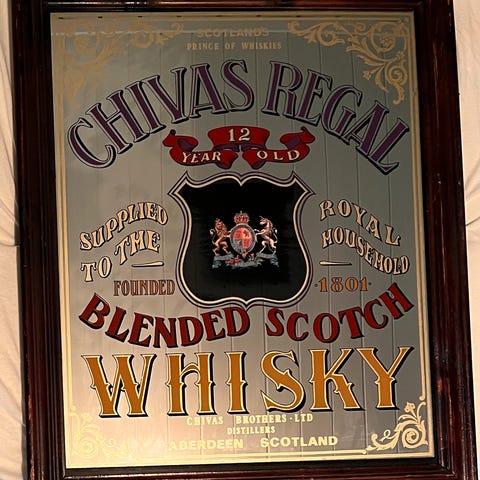 SCOTLANDS
PRINCE OF WHISKIES
CHIVAS REGAL
12
YEAR OLD
SUPPLIED
TO THE
ROYAL
HOUSEHOLD
FOUNDED 1801
BLENDED SCOTCH
WHISKY
CHIVAS BROTHERS·LTD
DISTILLERS
ABERDEEN SCOTLAND